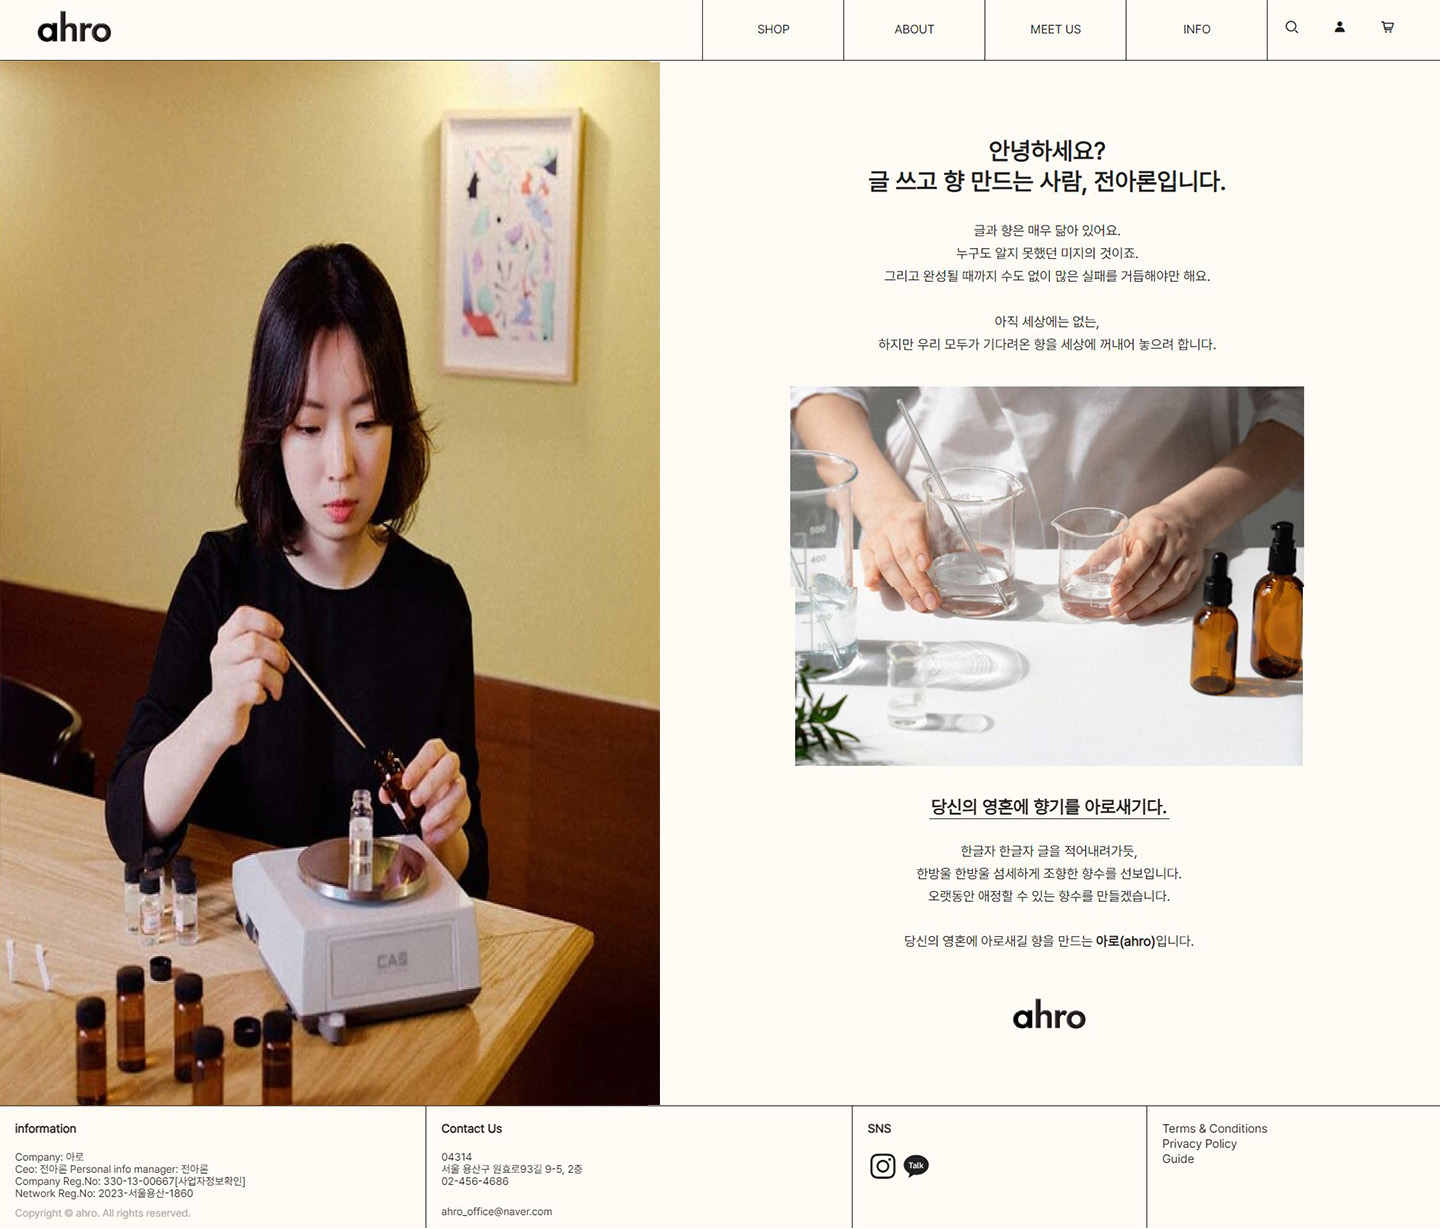 ahro
SHOP
ABOUT
MEET US
INFO
안녕하세요?
글 쓰고 향 만드는 사람, 전아론입니다.
글과 향은 매우 닮아 있어요.
누구도 알지 못했던 미지의 것이죠.
그리고 완성될 때까지 수도 없이 많은 실패를 거듭해야만 해요.
아직 세상에는 없는,
하지만 우리 모두가 기다려온 향을 세상에 꺼내어 놓으려 합니다.
당신의 영혼에 향기를 아로새기다.
한글자 한글자 글을 적어내려가듯,
한방울 한방울 섬세하게 조향한 향수를 선보입니다.
오랫동안 애정할 수 있는 향수를 만들겠습니다.
당신의 영혼에 아로새길 향을 만드는 아로(ahro)입니다.
ahro
CAS
information
Company: 아로
Ceo: 전아론 Personal info manager: 전아론
Company Reg.No: 330-13-00667[사업자정보확인]
Network Reg.No: 2023-서울용산-1860
Copyright © ahro. All rights reserved.
Contact Us
04314
서울 용산구 원효로93길 9-5, 2층
02-456-4686
ahro_office@naver.com
SNS
Talk
Terms & Conditions
Privacy Policy
Guide